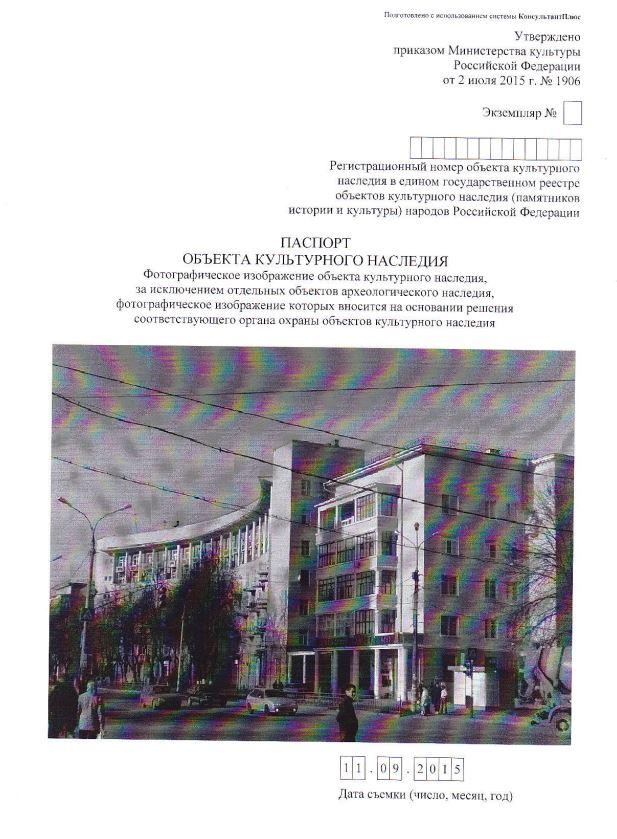 Подготовлено с использованием системы КонсультантПлюс
Утверждено
приказом Министерства культуры
Российской Федерации
от 2 июля 2015 г. № 1906
Экземпляр №
Регистрационный номер объекта культурного
наследия в едином государственном реестре
объектов культурного наследия (памятников
истории и культуры) народов Российской Федерации
ПАСПОРТ
ОБЪЕКТА КУЛЬТУРНОГО НАСЛЕДИЯ
Фотографическое изображение объекта культурного наследия,
за исключением отдельных объектов археологического наследия,
фотографическое изображение которых вносится на основании решения
соответствующего органа охраны объектов культурного наследия
11.09.2015
Дата съемки (число, месяц, год)